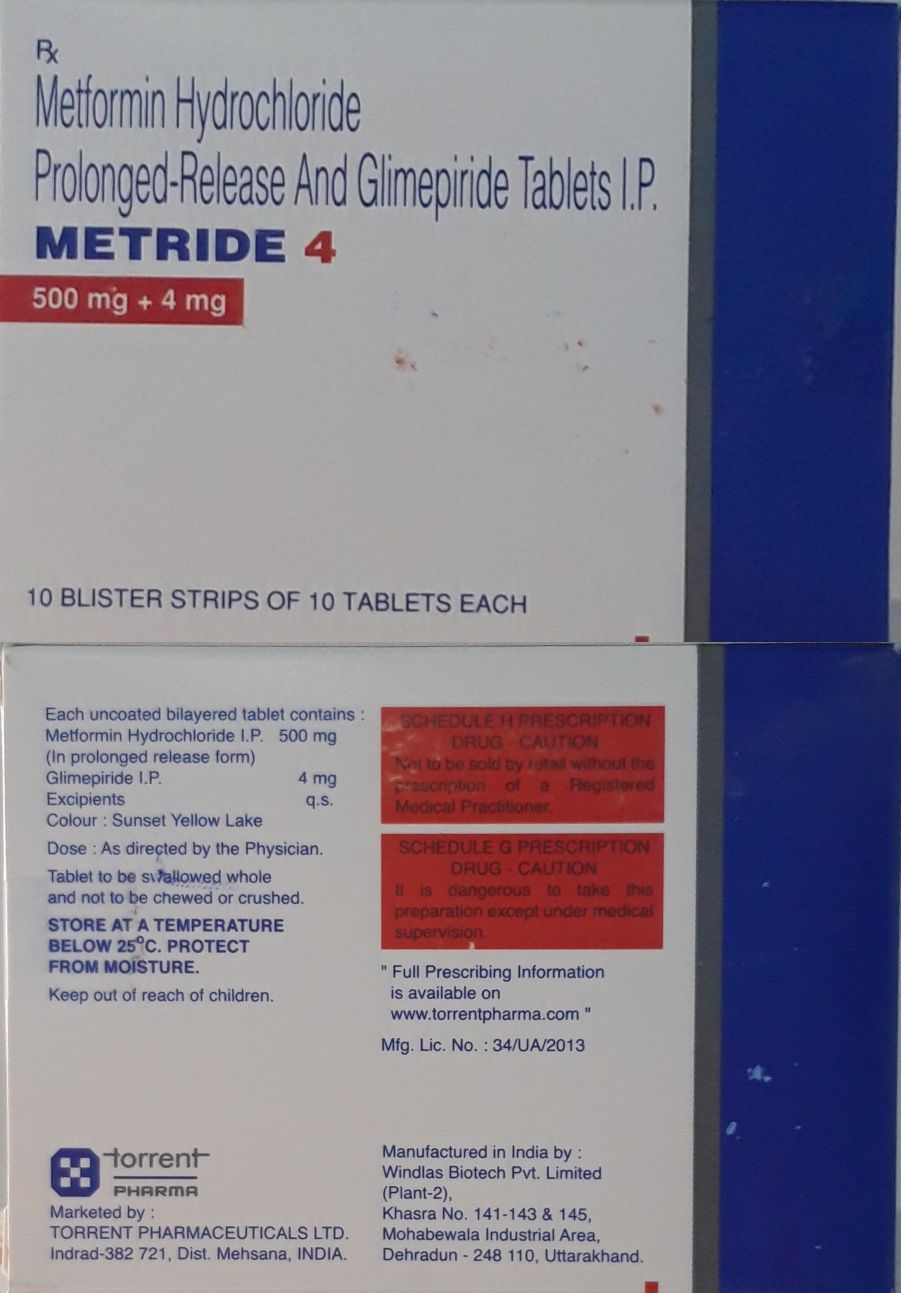 Rx
Metformin Hydrochloride
Prolonged-Release And Glimepiride Tablets I.P.
METRIDE 4
500 mg + 4 mg
10 BLISTER STRIPS OF 10 TABLETS EACH
Each uncoated bilayered tablet contains :
Metformin Hydrochloride I.P. 500 mg
(In prolonged release form)
Glimepiride I.P. 4 mg
Excipients q.s.
Colour : Sunset Yellow Lake
Dose : As directed by the Physician.
Tablet to be swallowed whole
and not to be chewed or crushed.
STORE AT A TEMPERATURE
BELOW 25°C. PROTECT
FROM MOISTURE.
Keep out of reach of children.
SCHEDULE H PRESCRIPTION
DRUG - CAUTION
Not to be sold by retail without the
prascription of a Registered
Medical Practitioner.
SCHEDULE G PRESCRIPTION
DRUG - CAUTION
It is dangerous to take this
preparation except under medical
supervision.
" Full Prescribing Information
is available on
www.torrentpharma.com "
Mfg. Lic. No. : 34/UA/2013
torrent
PHARMA
Marketed by :
TORRENT PHARMACEUTICALS LTD.
Indrad-382 721, Dist. Mehsana, INDIA.
Manufactured in India by :
Windlas Biotech Pvt. Limited
(Plant-2),
Khasra No. 141-143 & 145,
Mohabewala Industrial Area,
Dehradun - 248 110, Uttarakhand.